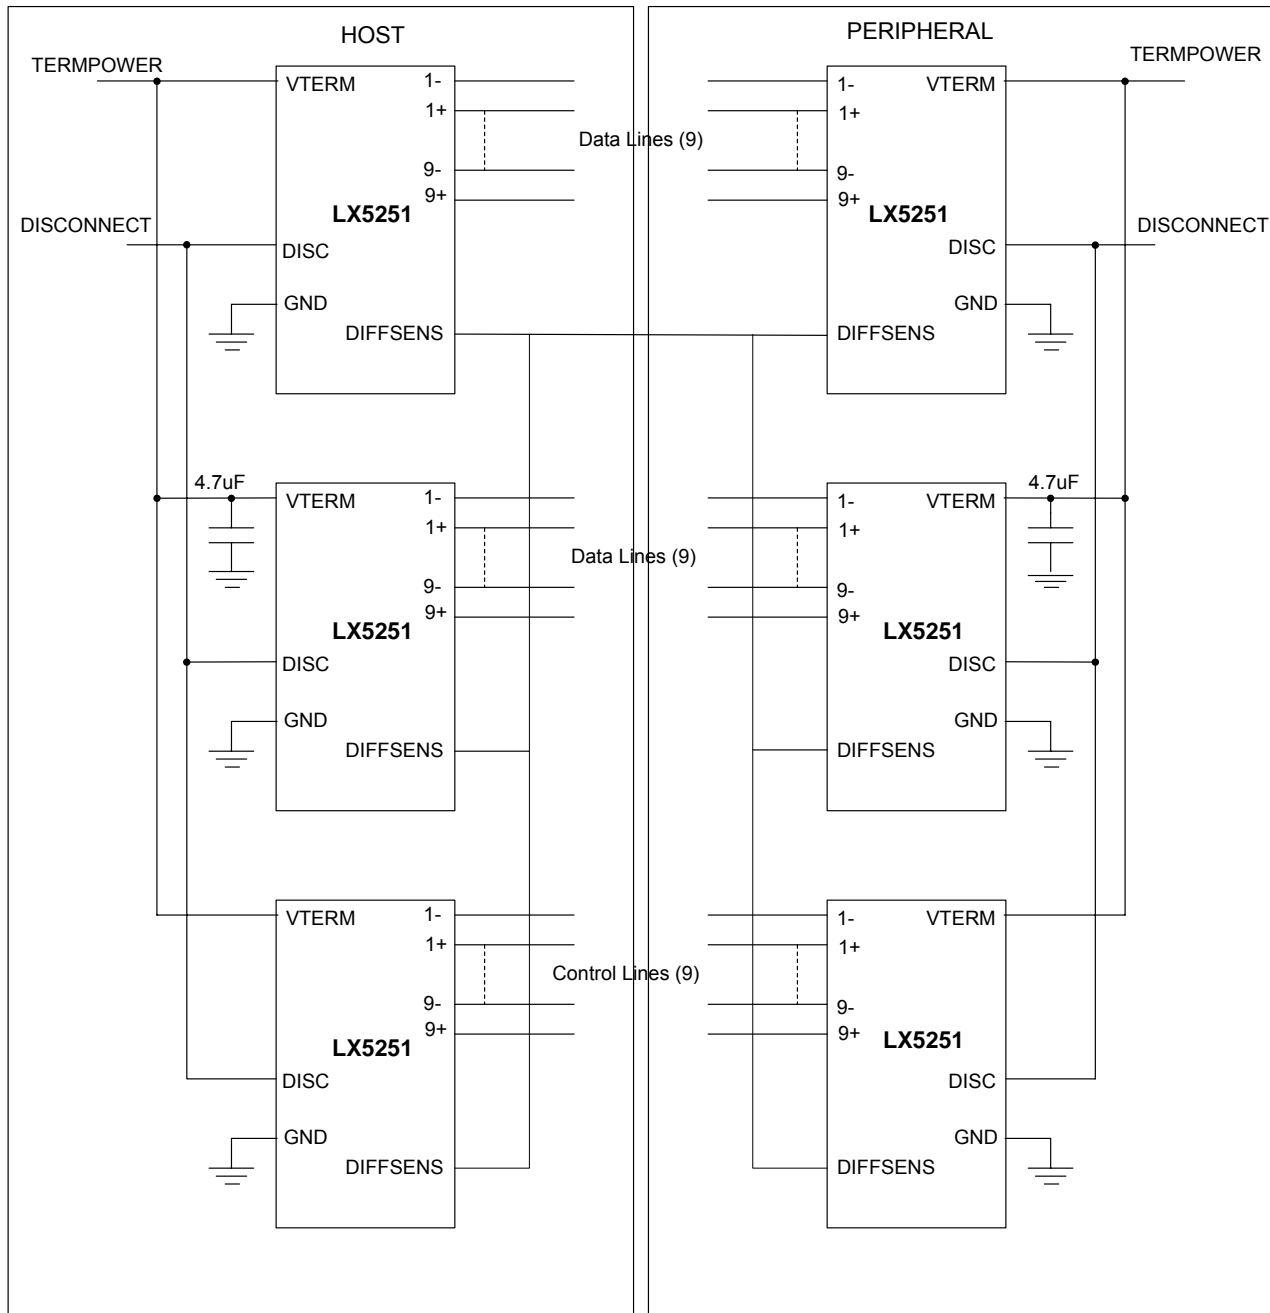 HOST
PERIPHERAL
TERMPOWER
TERMPOWER
VTERM
1-
1-
VTERM
1+
1+
Data Lines (9)
9-
9-
9+
9+
LX5251
LX5251
DISCONNECT
DISCONNECT
DISC
DISC
GND
GND
DIFFSENS
DIFFSENS
4.7uF
4.7uF
VTERM
1-
1-
VTERM
1+
1+
Data Lines (9)
9-
9-
9+
9+
LX5251
LX5251
DISC
DISC
GND
GND
DIFFSENS
DIFFSENS
VTERM
1-
1-
VTERM
1+
1+
Control Lines (9)
9-
9-
9+
9+
LX5251
LX5251
DISC
DISC
GND
GND
DIFFSENS
DIFFSENS